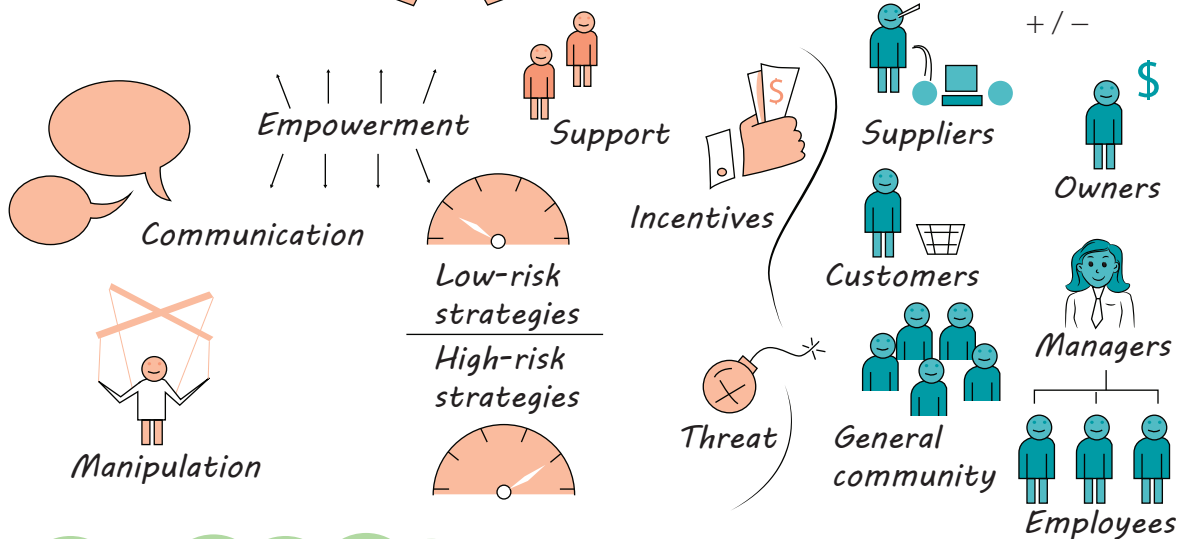 + / −
$
Empowerment
Support
$
Suppliers
Owners
Communication
Incentives
Low-risk
strategies
Customers
High-risk
strategies
Managers
Manipulation
Threat
General
community
Employees